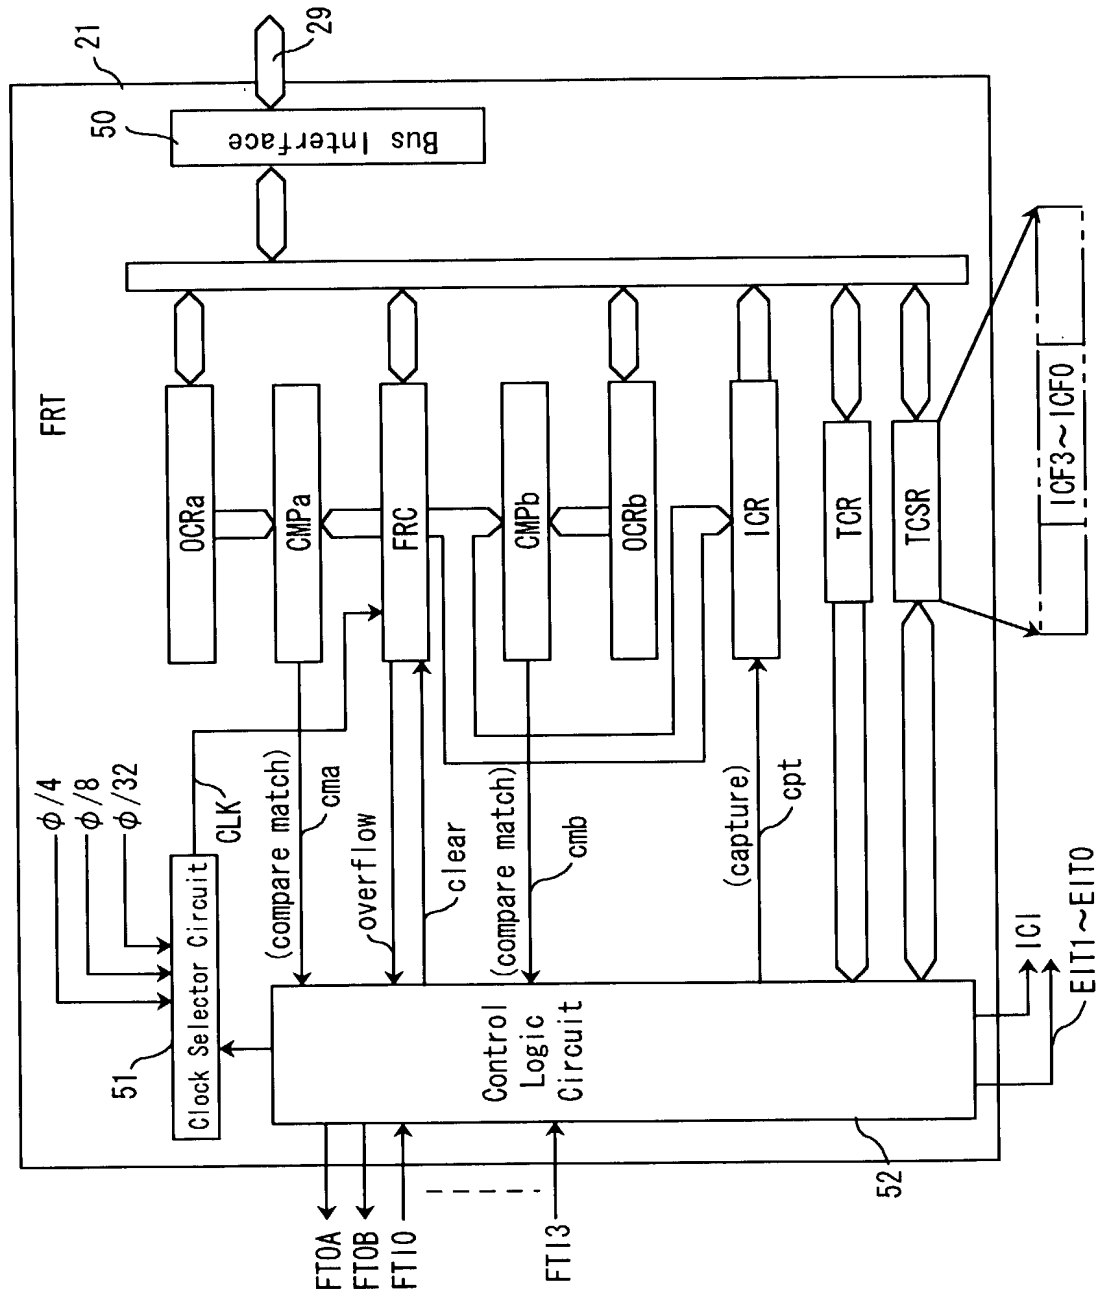 FRT
21
29
50
Bus Interface
φ/4
φ/8
φ/32
51
Clock Selector Circuit
CLK
OCRa
CMPa
(compare match)
cma
FRC
overflow
clear
CMPb
(compare match)
cmb
OCRb
ICR
(capture)
cpt
TCR
TCSR
ICF3~ICF0
Control
Logic
Circuit
52
FTOA
FTOB
FTI0
FTI3
ICI
EIT1~EIT0